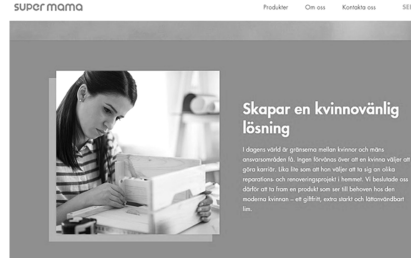 super mama
Produkter Om oss Kontakta oss SE
Skapar en kvinnovänlig
lösning
I dagens värld är gränserna mellan kvinnor och mäns
ansvarsområden få. Ingen förvånas över att en kvinna väljer att
göra karriär. Lika lite som att hon väljer att ta sig an olika
reparations- och renoveringsprojekt i hemmet. Vi beslutade oss
därför att ta fram en produkt som ser till behoven hos den
moderna kvinnan – ett giftfritt, extra starkt och lättanvändbart
lim.